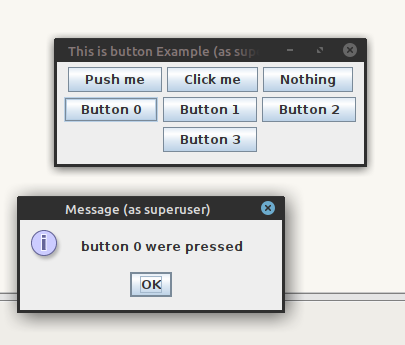 This is button Example (as sup
Push me Click me Nothing
Button 0 Button 1 Button 2
Button 3
Message (as superuser)
button 0 were pressed
OK